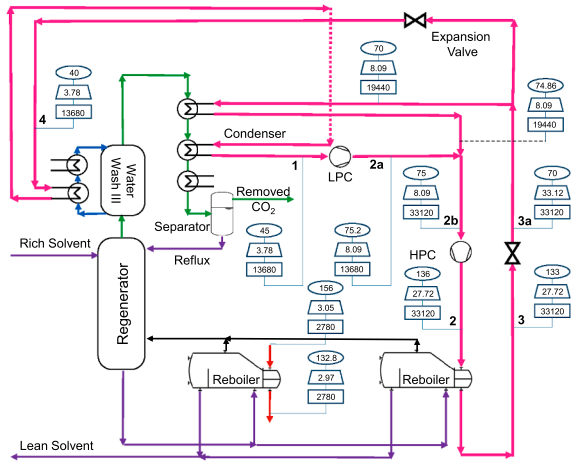 Expansion
Valve
70
8.09
19440
40
3.78
13680
4
74.86
8.09
19440
Water
Wash III
Condenser
1
LPC
2a
75
8.09
33120
2b
70
33.12
33120
3a
Removed
CO2
Separator
Rich Solvent
Reflux
45
3.78
13680
75.2
8.09
13680
HPC
136
27.72
33120
2
133
27.72
33120
3
Regenerator
156
3.05
2780
132.8
2.97
2780
Reboiler
Reboiler
Lean Solvent